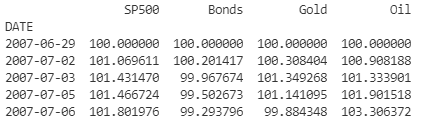 SP500 Bonds Gold Oil
DATE
2007-06-29 100.000000 100.000000 100.000000 100.000000
2007-07-02 101.069611 100.201417 100.308404 100.908188
2007-07-03 101.431470 99.967674 101.349268 101.333901
2007-07-05 101.466724 99.502673 101.141095 101.901518
2007-07-06 101.801976 99.293796 99.884348 103.306372